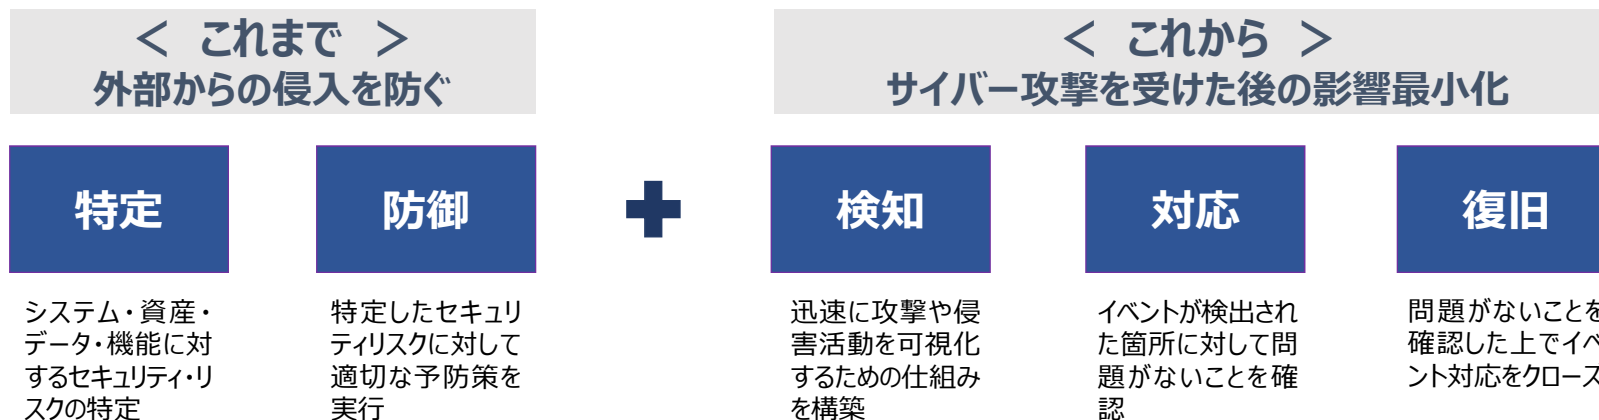 ＜ これまで ＞
外部からの侵入を防ぐ
＜ これから ＞
サイバー攻撃を受けた後の影響最小化
特定
防御
検知
対応
復旧
システム・資産・
データ・機能に対
するセキュリティ・リ
スクの特定
特定したセキュリ
ティリスクに対して
適切な予防策を
実行
迅速に攻撃や侵
害活動を可視化
するための仕組み
を構築
イベントが検出され
た箇所に対して問
題がないことを確
認
問題がないことを
確認した上でイベ
ント対応をクローズ